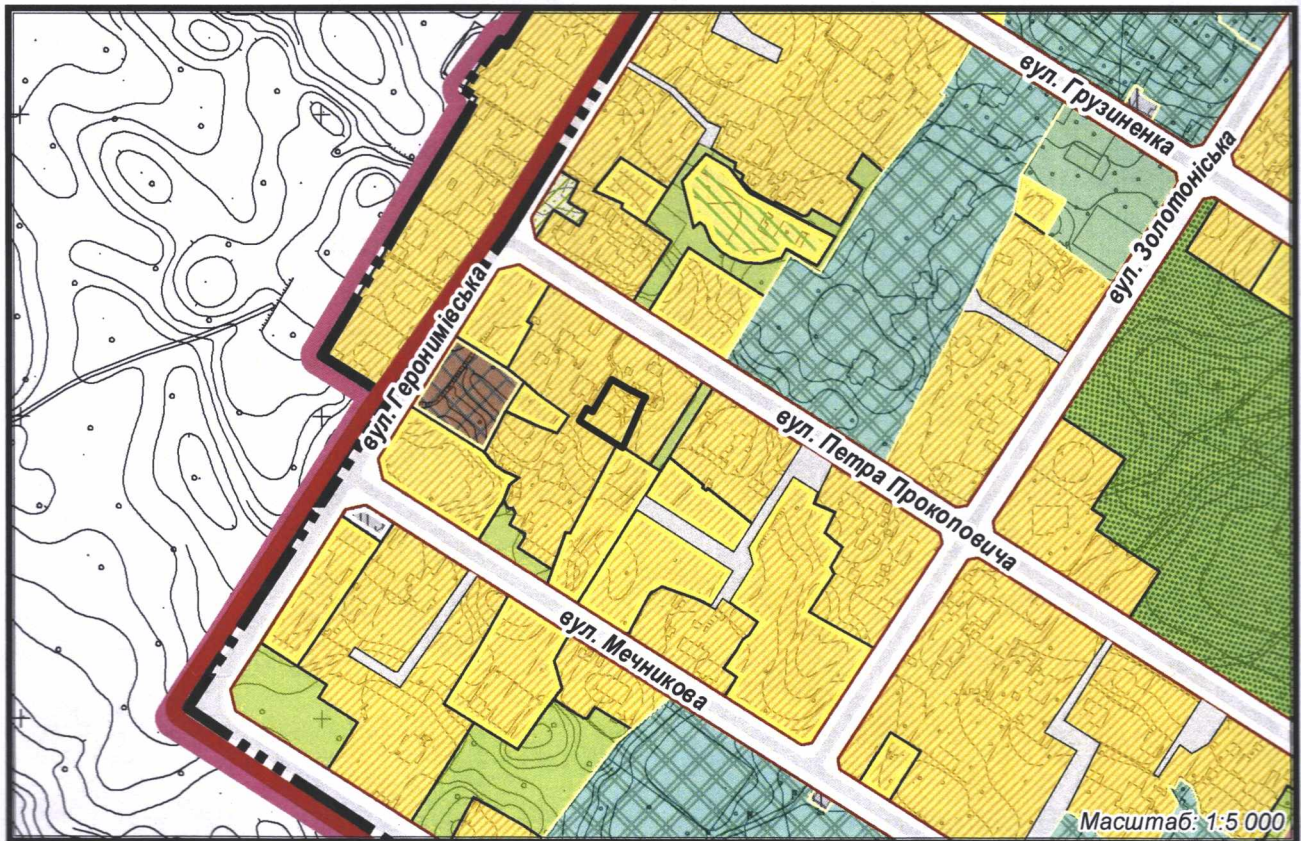 вул. Грузиненка
вул. Золотоніська
вул. Геронимівська
вул. Петра Прокоповича
вул. Мечникова
Масштаб: 1:5 000